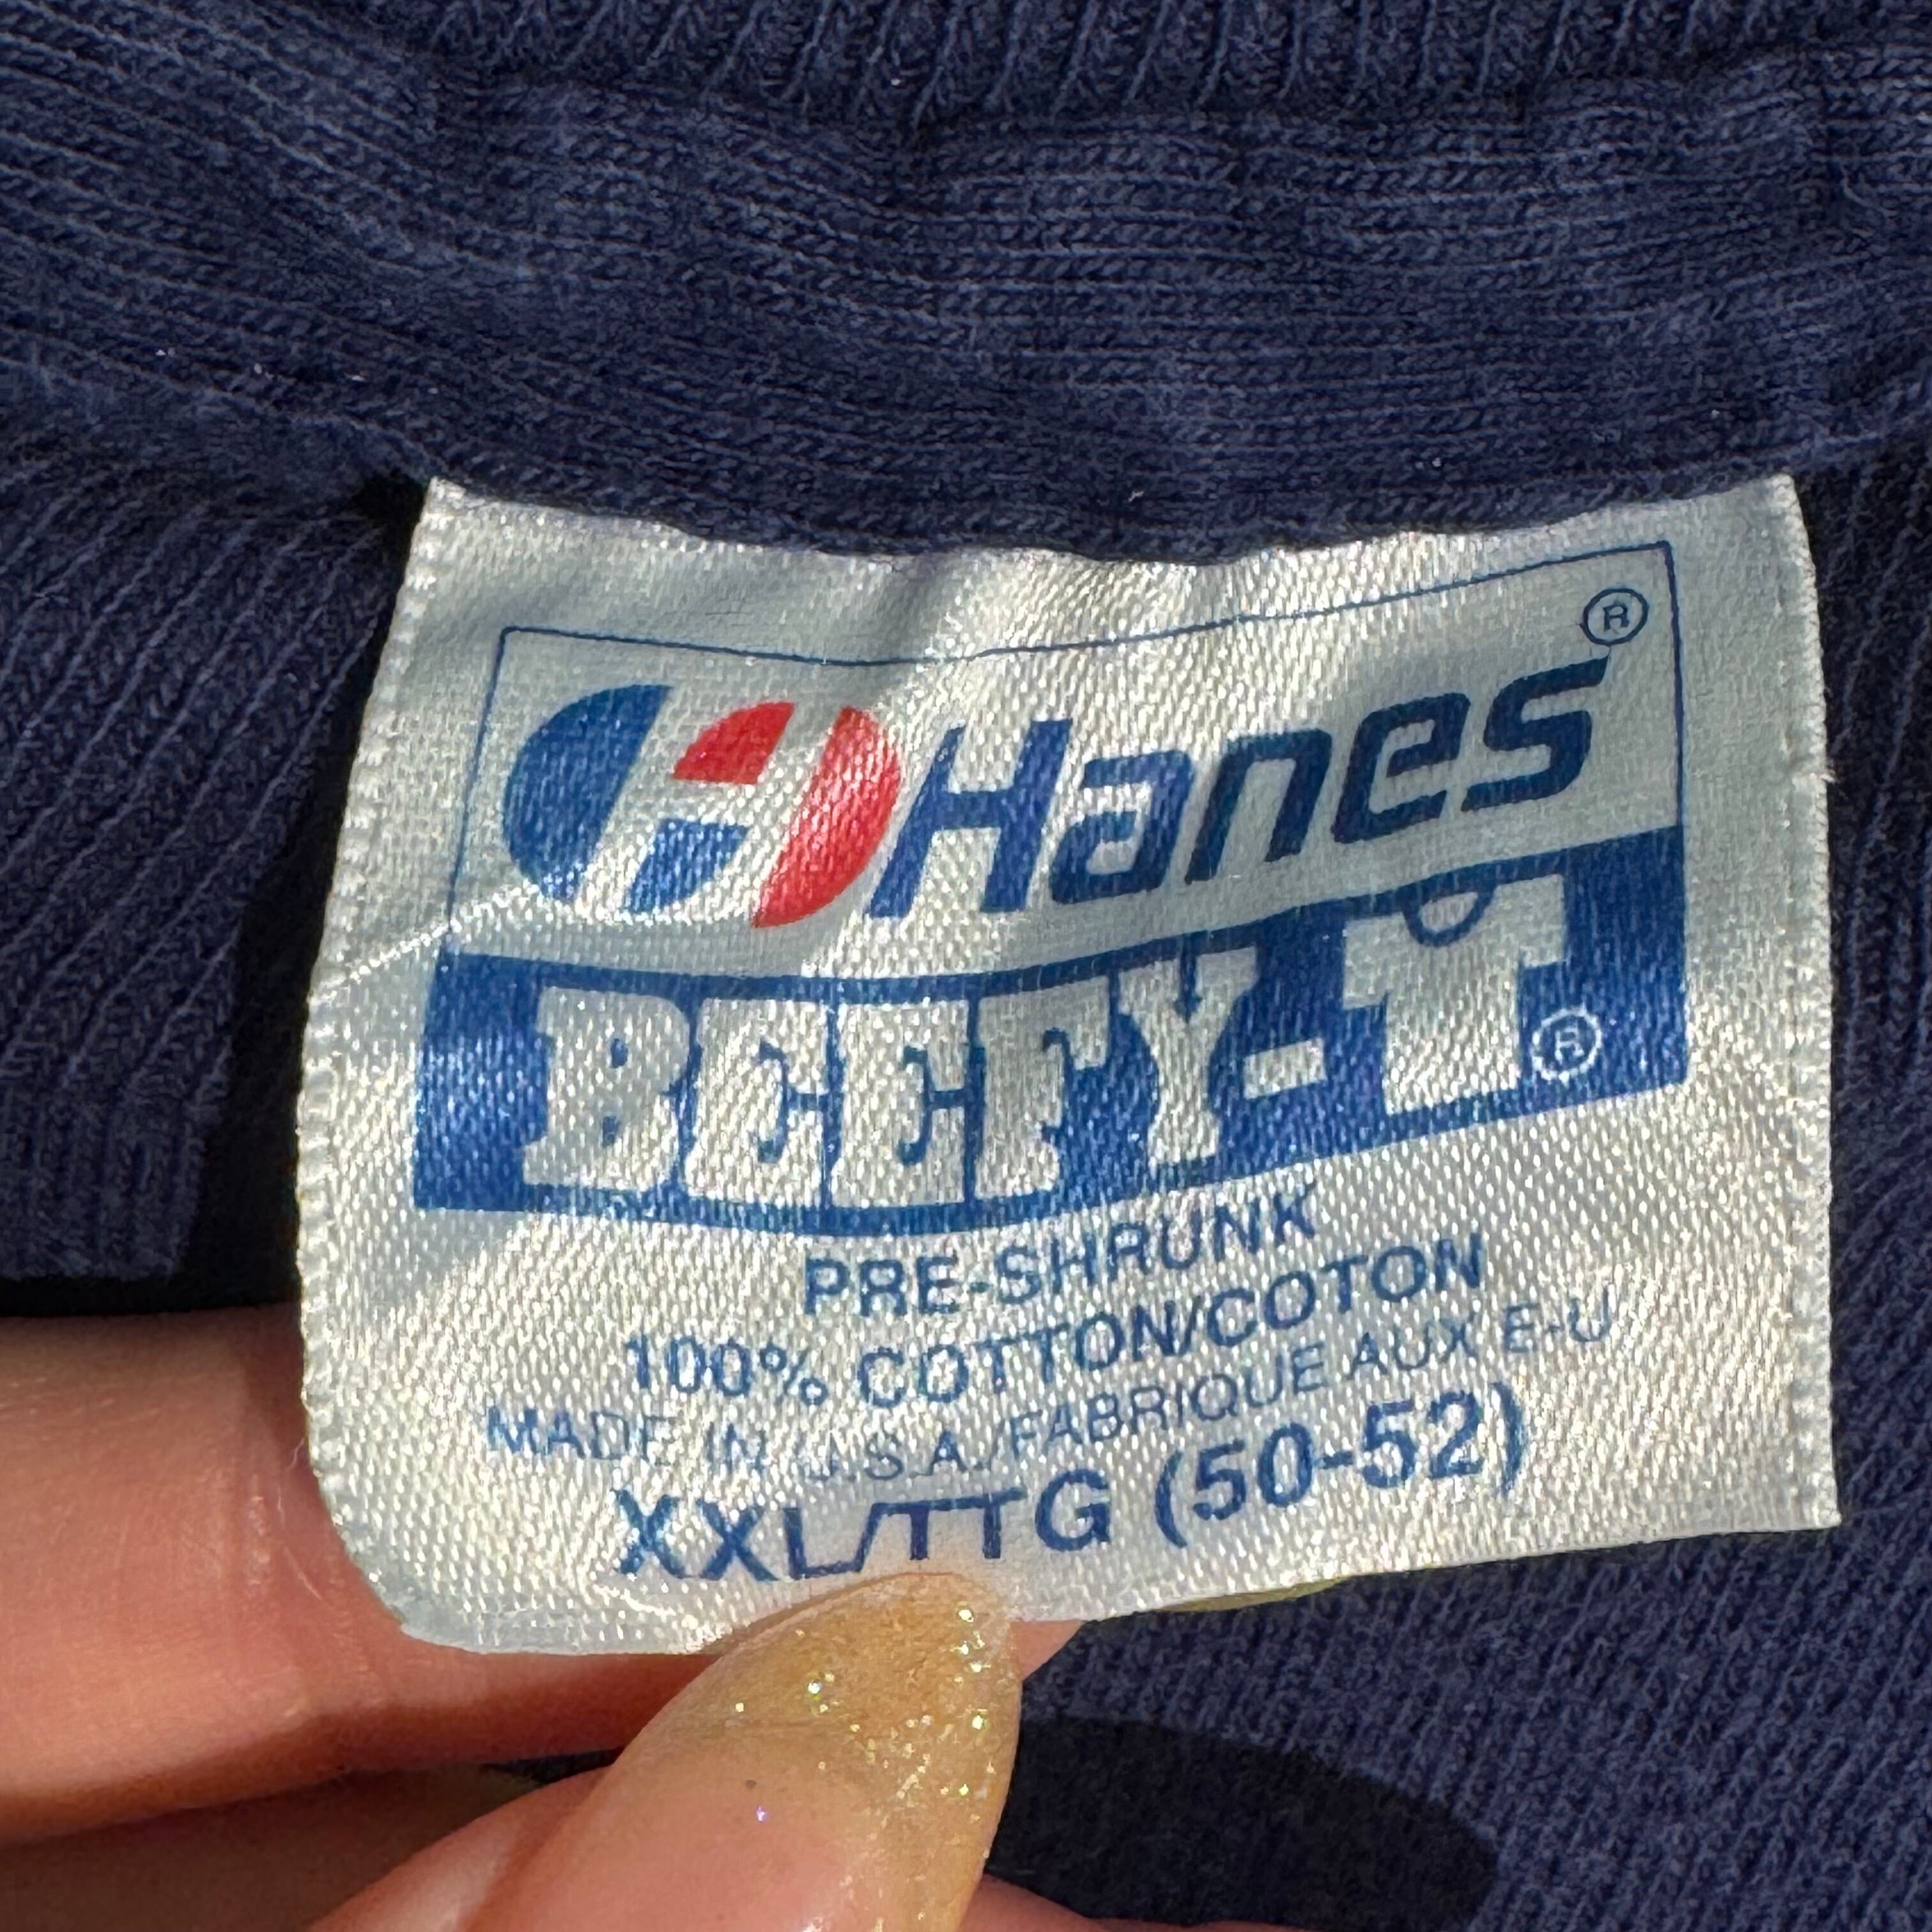 Hanes®
BEEFY-T®
PRE-SHRUNK
100% COTTON/COTON
MADE IN U.S.A./FABRIQUE AUX E-U
XXL/TTG (50-52)